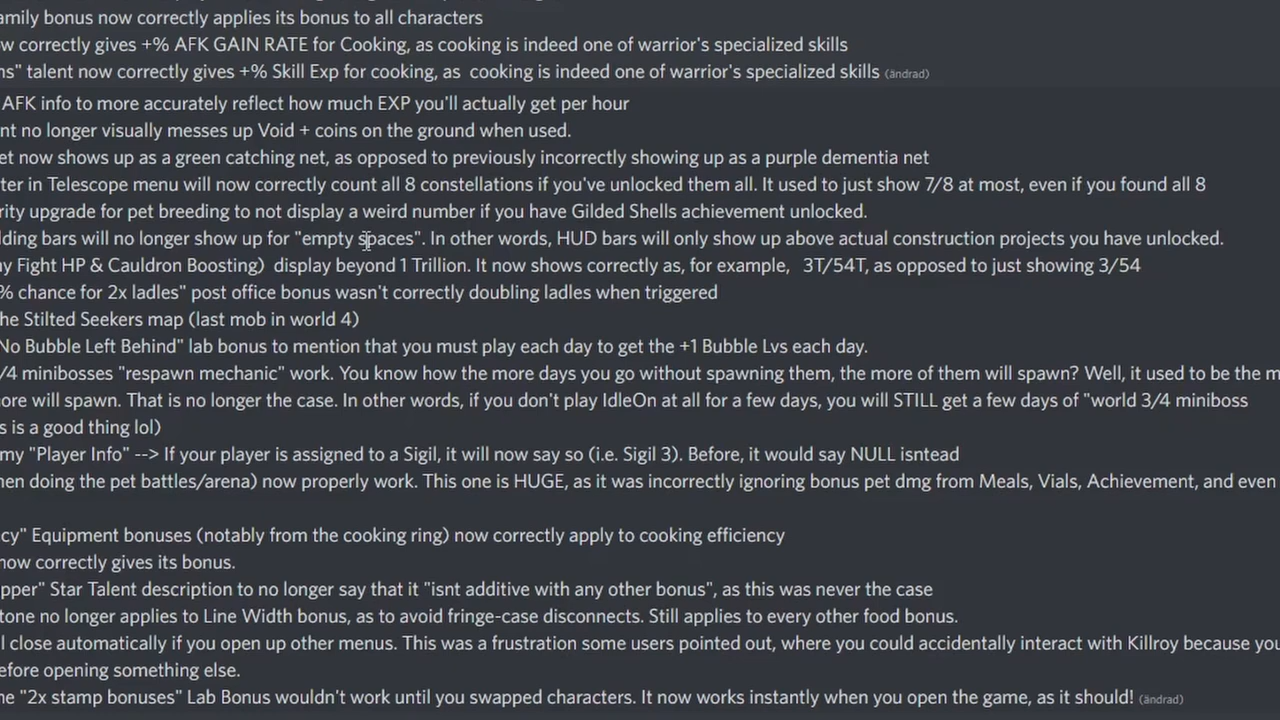 amily bonus now correctly applies its bonus to all characters
w correctly gives +% AFK GAIN RATE for Cooking, as cooking is indeed one of warrior's specialized skills
ns" talent now correctly gives +% Skill Exp for cooking, as cooking is indeed one of warrior's specialized skills (ändrad)
AFK info to more accurately reflect how much EXP you'll actually get per hour
nt no longer visually messes up Void + coins on the ground when used.
et now shows up as a green catching net, as opposed to previously incorrectly showing up as a purple dementia net
ter in Telescope menu will now correctly count all 8 constellations if you've unlocked them all. It used to just show 7/8 at most, even if you found all 8
rity upgrade for pet breeding to not display a weird number if you have Gilded Shells achievement unlocked.
lding bars will no longer show up for "empty spaces". In other words, HUD bars will only show up above actual construction projects you have unlocked.
ny Fight HP & Cauldron Boosting) display beyond 1 Trillion. It now shows correctly as, for example, 3T/54T, as opposed to just showing 3/54
% chance for 2x ladles" post office bonus wasn't correctly doubling ladles when triggered
he Stilted Seekers map (last mob in world 4)
No Bubble Left Behind" lab bonus to mention that you must play each day to get the +1 Bubble Lvs each day.
/4 minibosses "respawn mechanic" work. You know how the more days you go without spawning them, the more of them will spawn? Well, it used to be the m
ore will spawn. That is no longer the case. In other words, if you don't play IdleOn at all for a few days, you will STILL get a few days of "world 3/4 miniboss
s is a good thing lol)
my "Player Info" --> If your player is assigned to a Sigil, it will now say so (i.e. Sigil 3). Before, it would say NULL isntead
hen doing the pet battles/arena) now properly work. This one is HUGE, as it was incorrectly ignoring bonus pet dmg from Meals, Vials, Achievement, and even
cy" Equipment bonuses (notably from the cooking ring) now correctly apply to cooking efficiency
now correctly gives its bonus.
pper" Star Talent description to no longer say that it "isnt additive with any other bonus", as this was never the case
tone no longer applies to Line Width bonus, as to avoid fringe-case disconnects. Still applies to every other food bonus.
l close automatically if you open up other menus. This was a frustration some users pointed out, where you could accidentally interact with Killroy because you
efore opening something else.
he "2x stamp bonuses" Lab Bonus wouldn't work until you swapped characters. It now works instantly when you open the game, as it should! (ändrad)